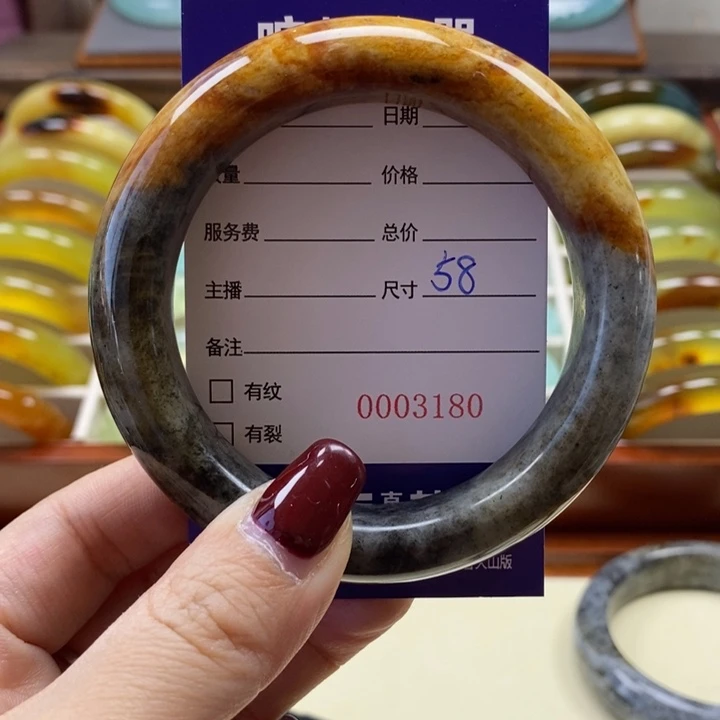 日期
量 价格
服务费 总价
主播 尺寸 58
备注
有纹
0003180
有裂